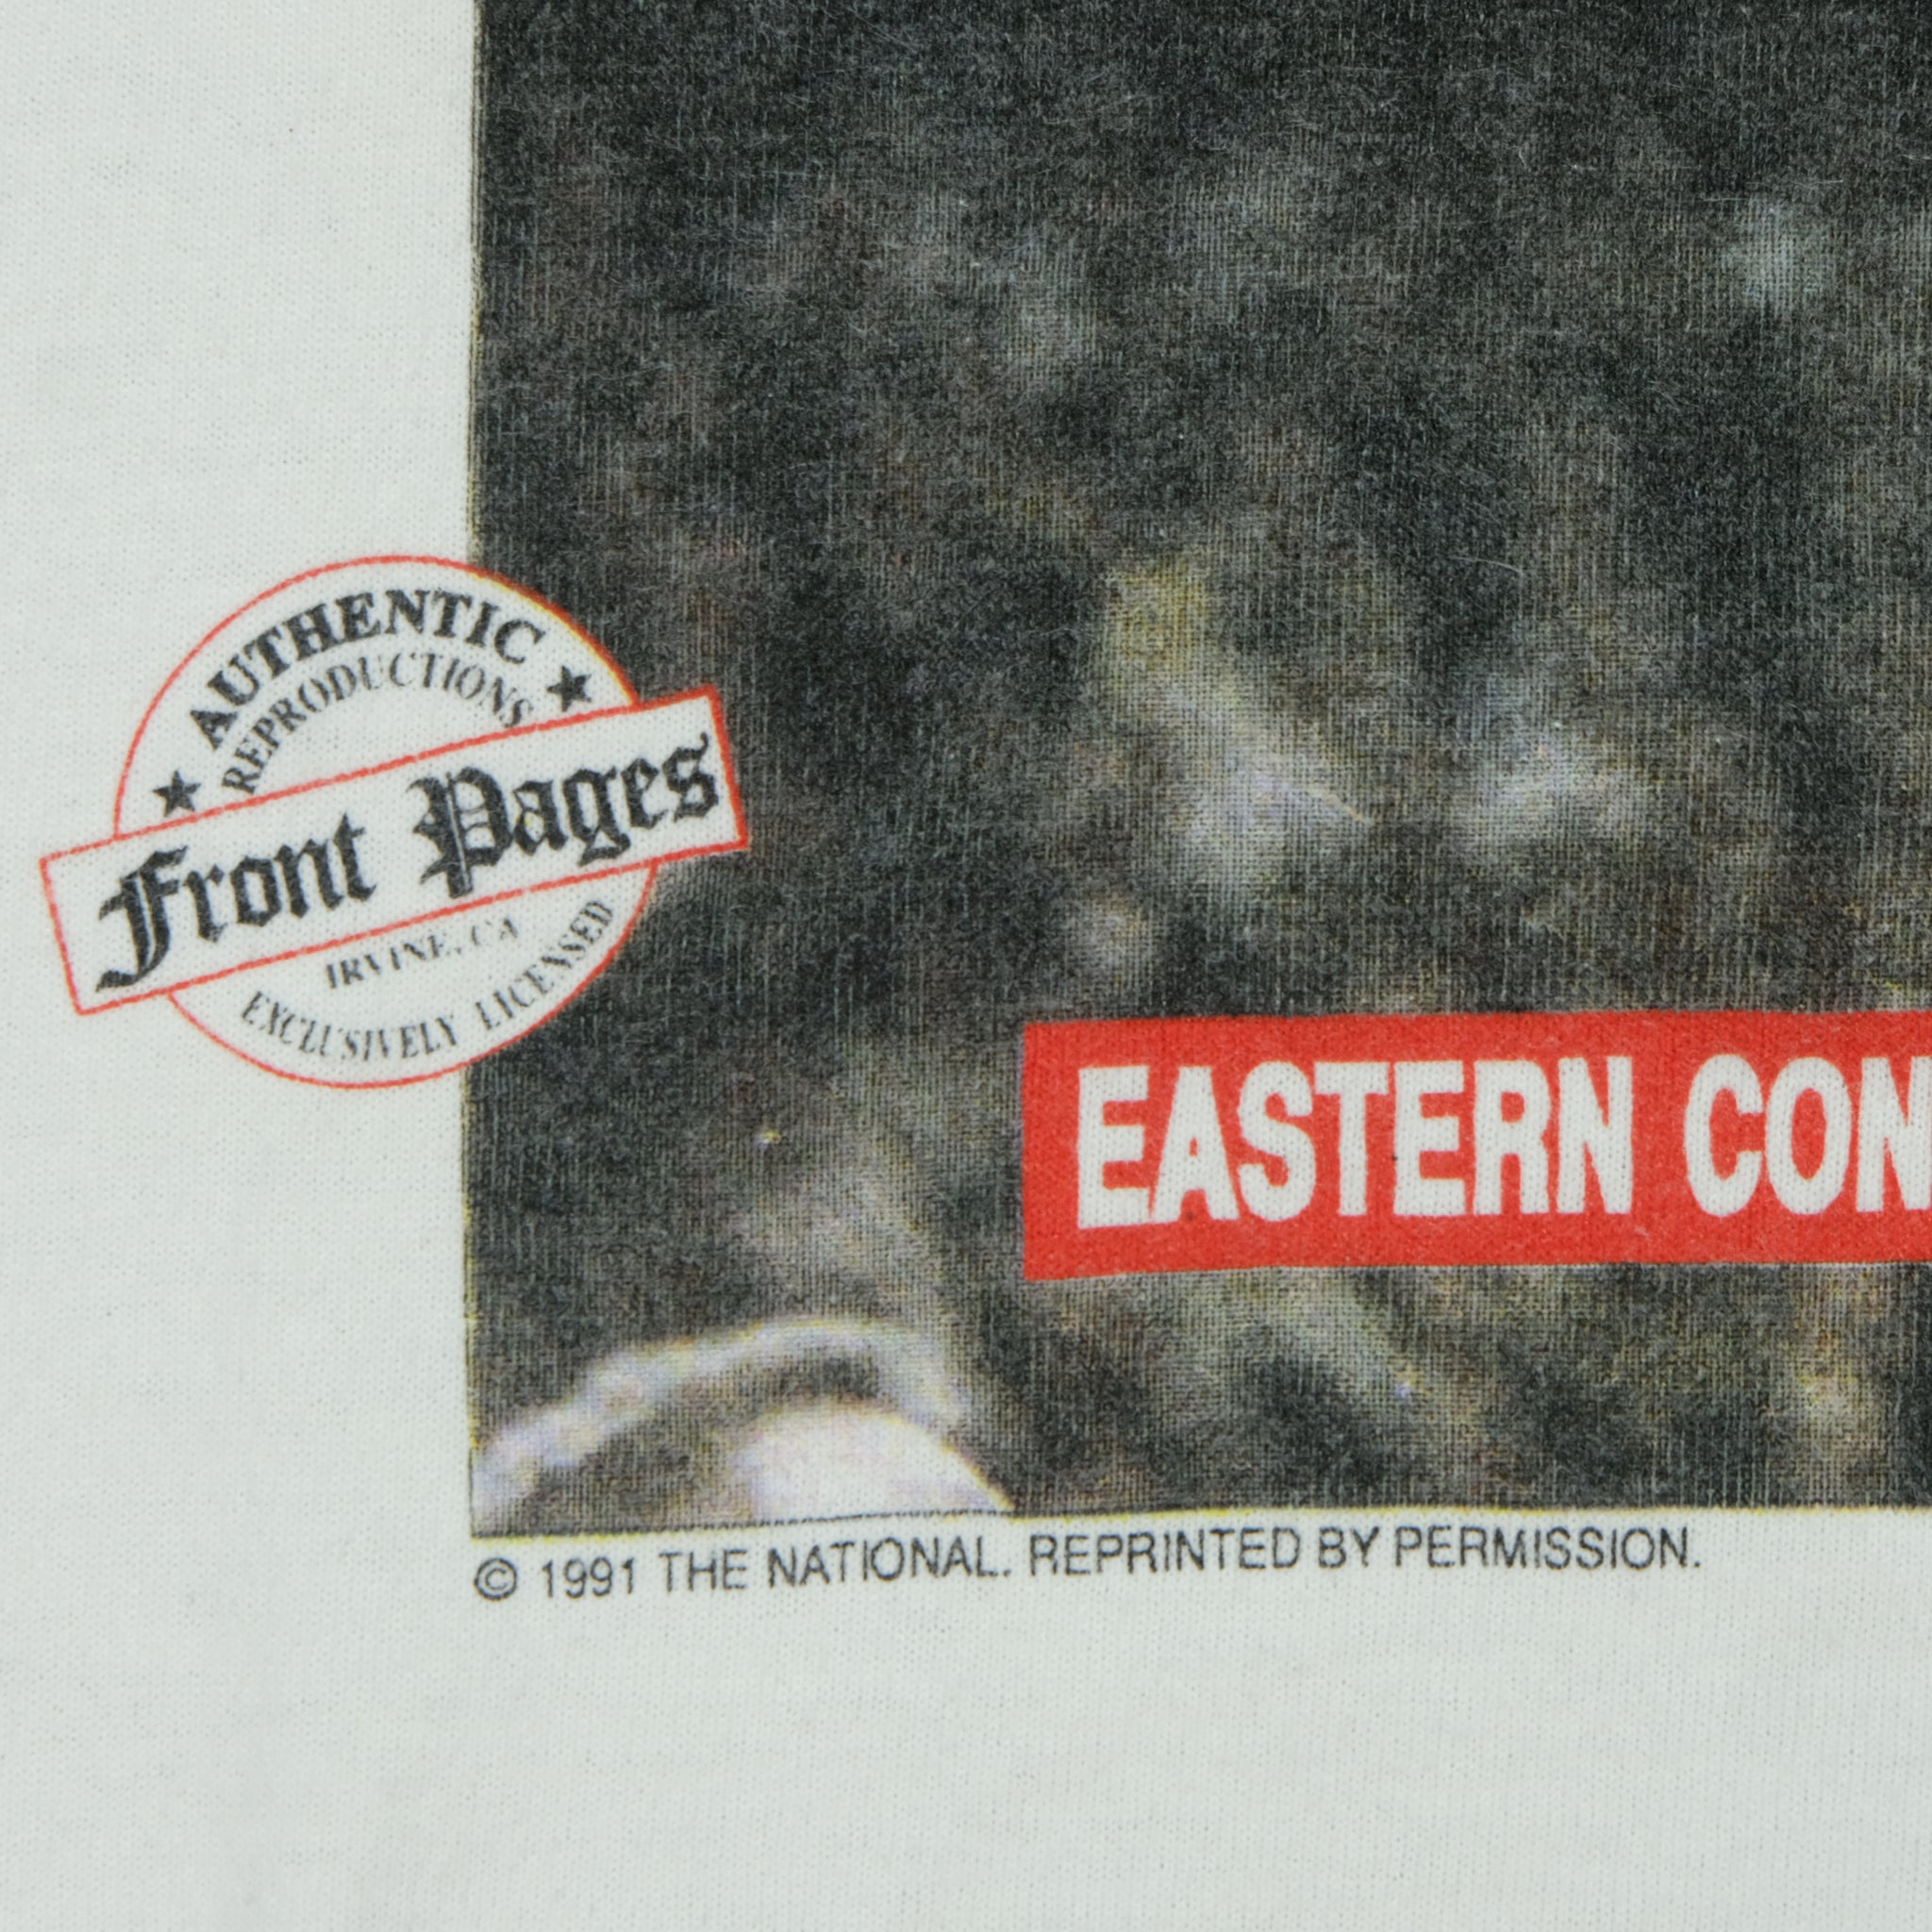 AUTHENTIC
REPRODUCTIONS
Front Pages
IRVINE, CA
EXCLUSIVELY LICENSED
EASTERN CON
© 1991 THE NATIONAL. REPRINTED BY PERMISSION.